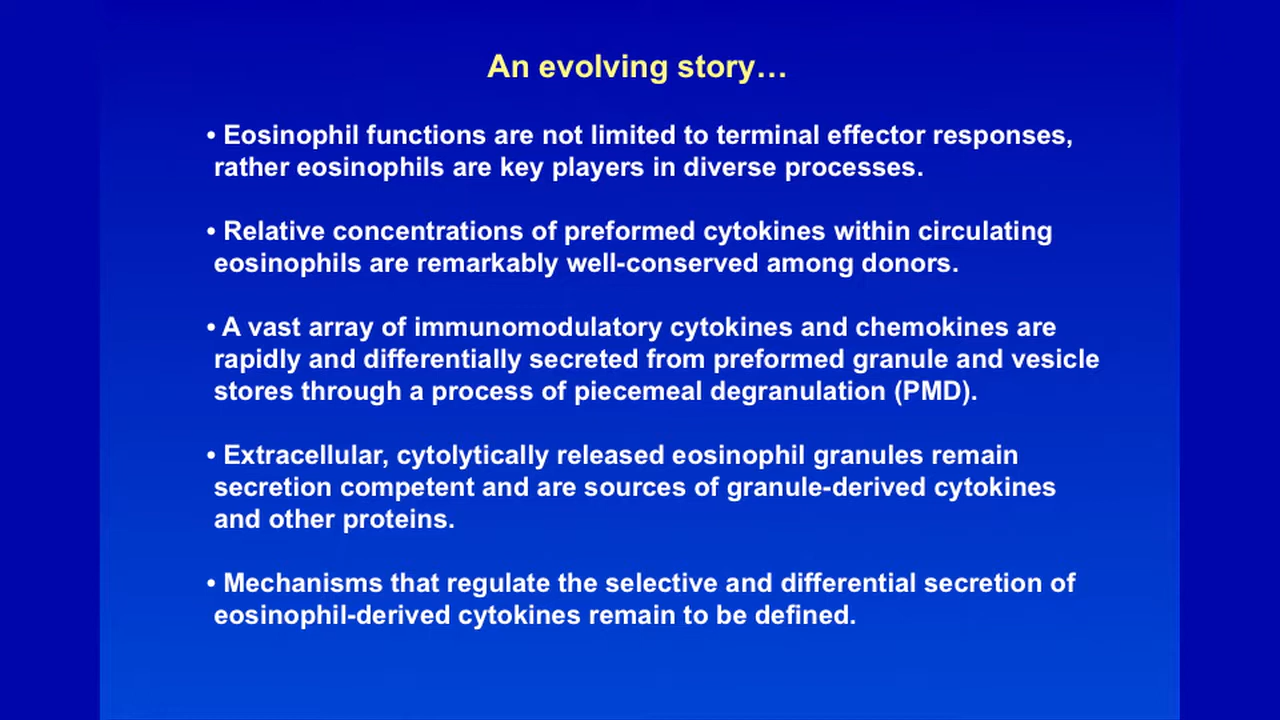 An evolving story…
• Eosinophil functions are not limited to terminal effector responses,
rather eosinophils are key players in diverse processes.
• Relative concentrations of preformed cytokines within circulating
eosinophils are remarkably well-conserved among donors.
• A vast array of immunomodulatory cytokines and chemokines are
rapidly and differentially secreted from preformed granule and vesicle
stores through a process of piecemeal degranulation (PMD).
• Extracellular, cytolytically released eosinophil granules remain
secretion competent and are sources of granule-derived cytokines
and other proteins.
• Mechanisms that regulate the selective and differential secretion of
eosinophil-derived cytokines remain to be defined.